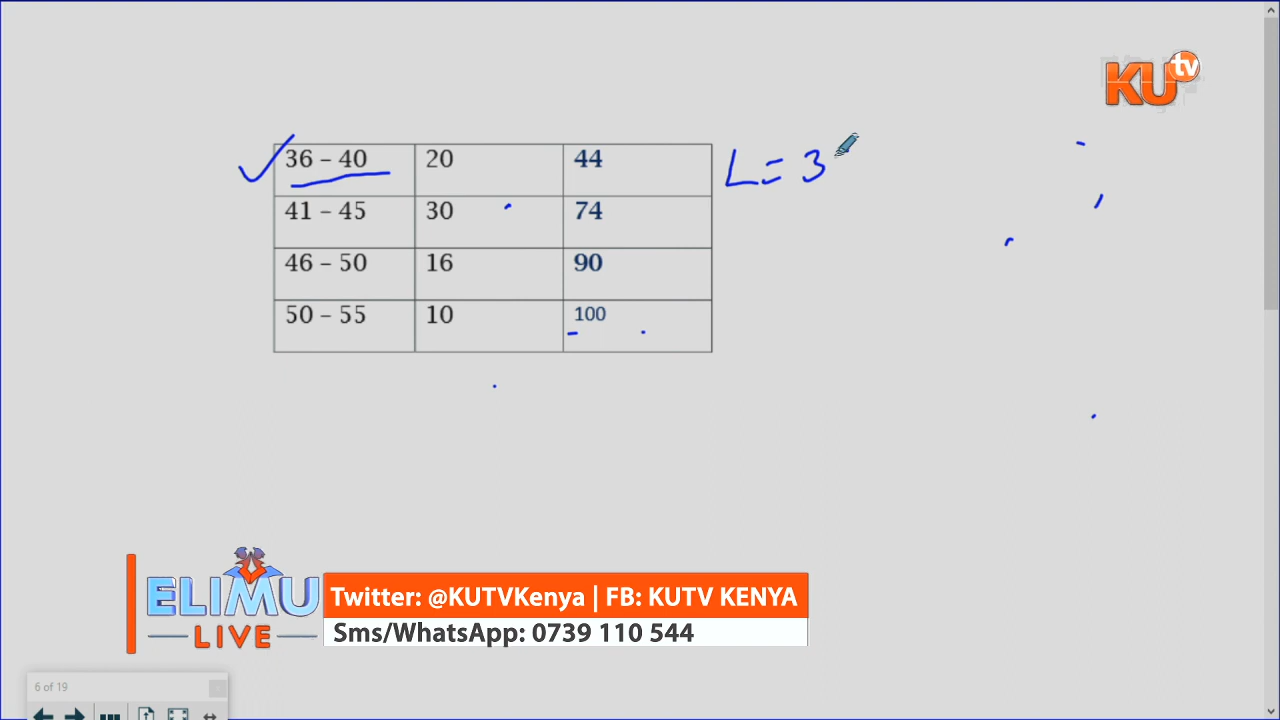 KU tv
36 – 40 20 44 L = 3
41 – 45 30 74
46 – 50 16 90
50 – 55 10 100
ELIMU
LIVE
Twitter: @KUTVKenya | FB: KUTV KENYA
Sms/WhatsApp: 0739 110 544
6 of 19